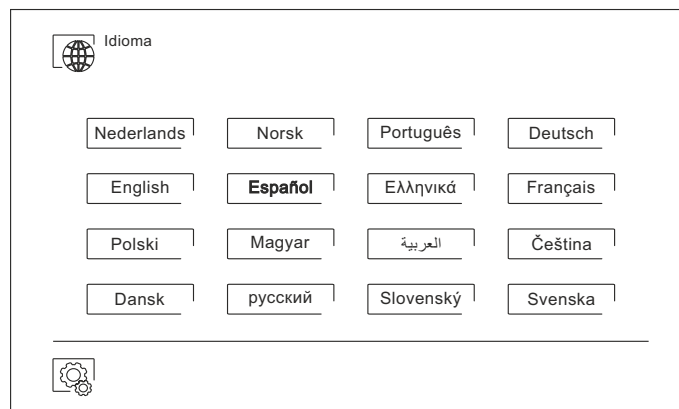 Idioma
Nederlands Norsk Português Deutsch
English Español Ελληνικά Français
Polski Magyar العربية Čeština
Dansk русский Slovenský Svenska